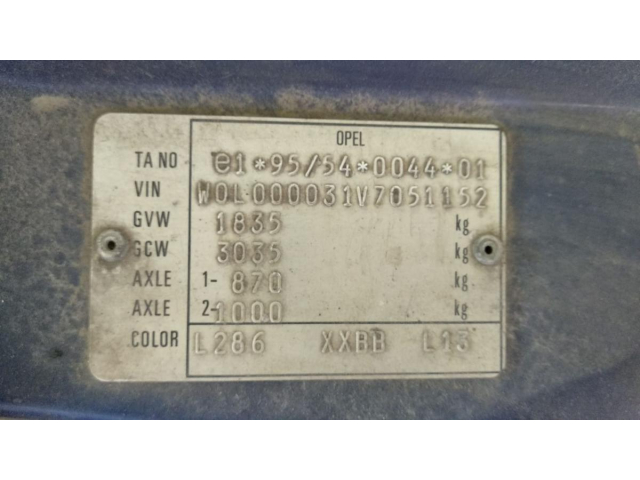 OPEL
TA NO e1*95/54*0044*01
VIN W0L000031V7051152
GVW 1835 kg
GCW 3035 kg
AXLE 1- 870 kg
AXLE 2- 1000 kg
COLOR L286 XXBB L13